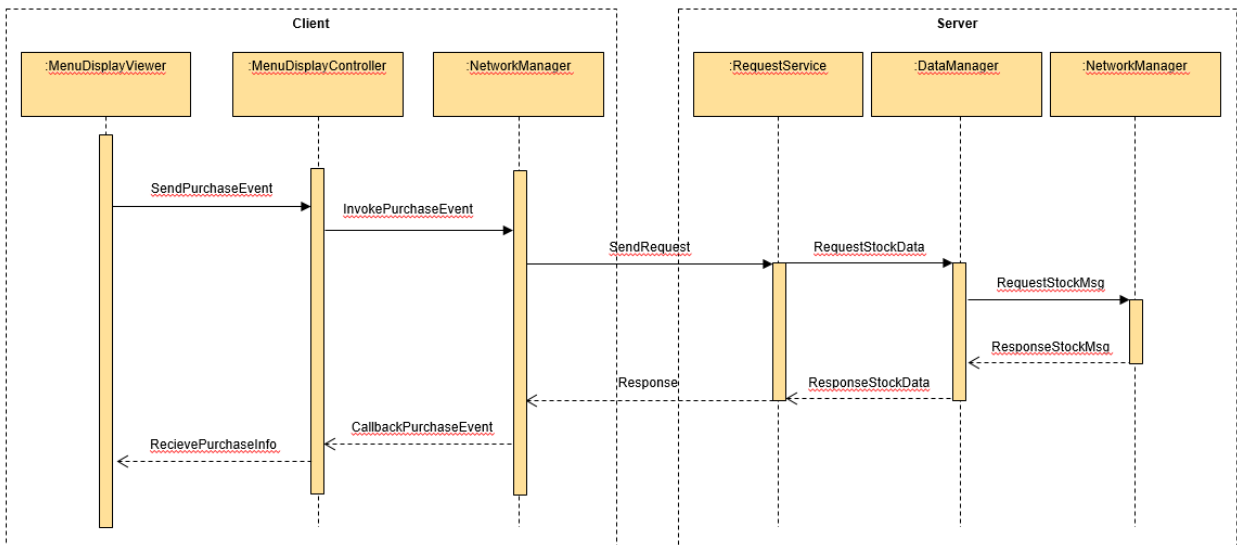 Client
Server
:MenuDisplayViewer
:MenuDisplayController
:NetworkManager
:RequestService
:DataManager
:NetworkManager
SendPurchaseEvent
InvokePurchaseEvent
SendRequest
RequestStockData
RequestStockMsg
ResponseStockMsg
ResponseStockData
Response
CallbackPurchaseEvent
RecievePurchaseInfo